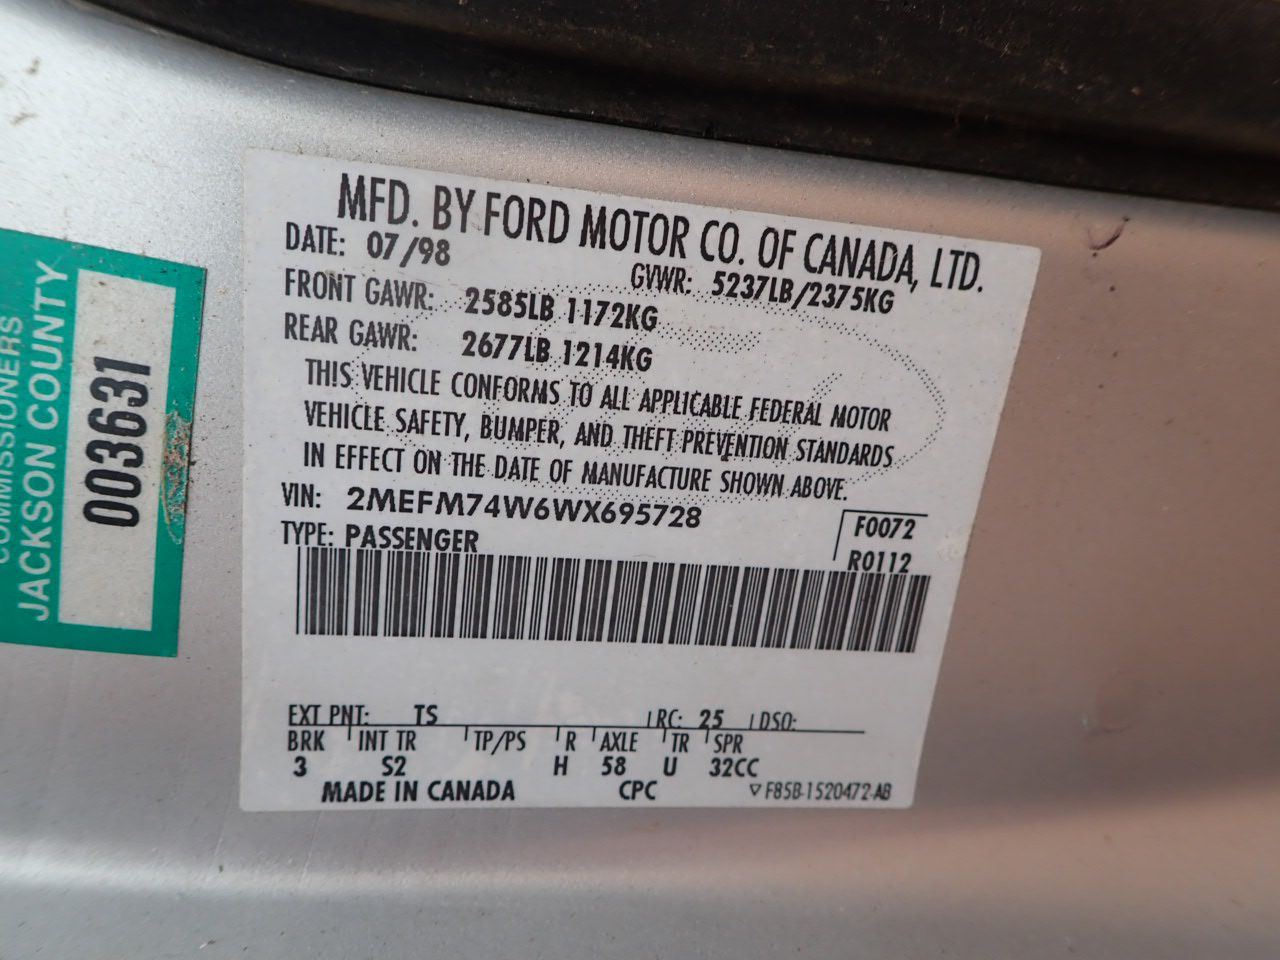 COMMISSIONERS
JACKSON COUNTY
003631
MFD. BY FORD MOTOR CO. OF CANADA, LTD.
DATE: 07/98
GVWR: 5237LB/2375KG
FRONT GAWR: 2585LB 1172KG
REAR GAWR: 2677LB 1214KG
THIS VEHICLE CONFORMS TO ALL APPLICABLE FEDERAL MOTOR
VEHICLE SAFETY, BUMPER, AND THEFT PREVENTION STANDARDS
IN EFFECT ON THE DATE OF MANUFACTURE SHOWN ABOVE.
VIN: 2MEFM74W6WX695728
F0072
TYPE: PASSENGER
R0112
EXT PNT: TS RC: 25 DSO:
BRK INT TR TP/PS R AXLE TR SPR
3 S2 H 58 U 32CC
MADE IN CANADA CPC ▽F85B-1520472-AB